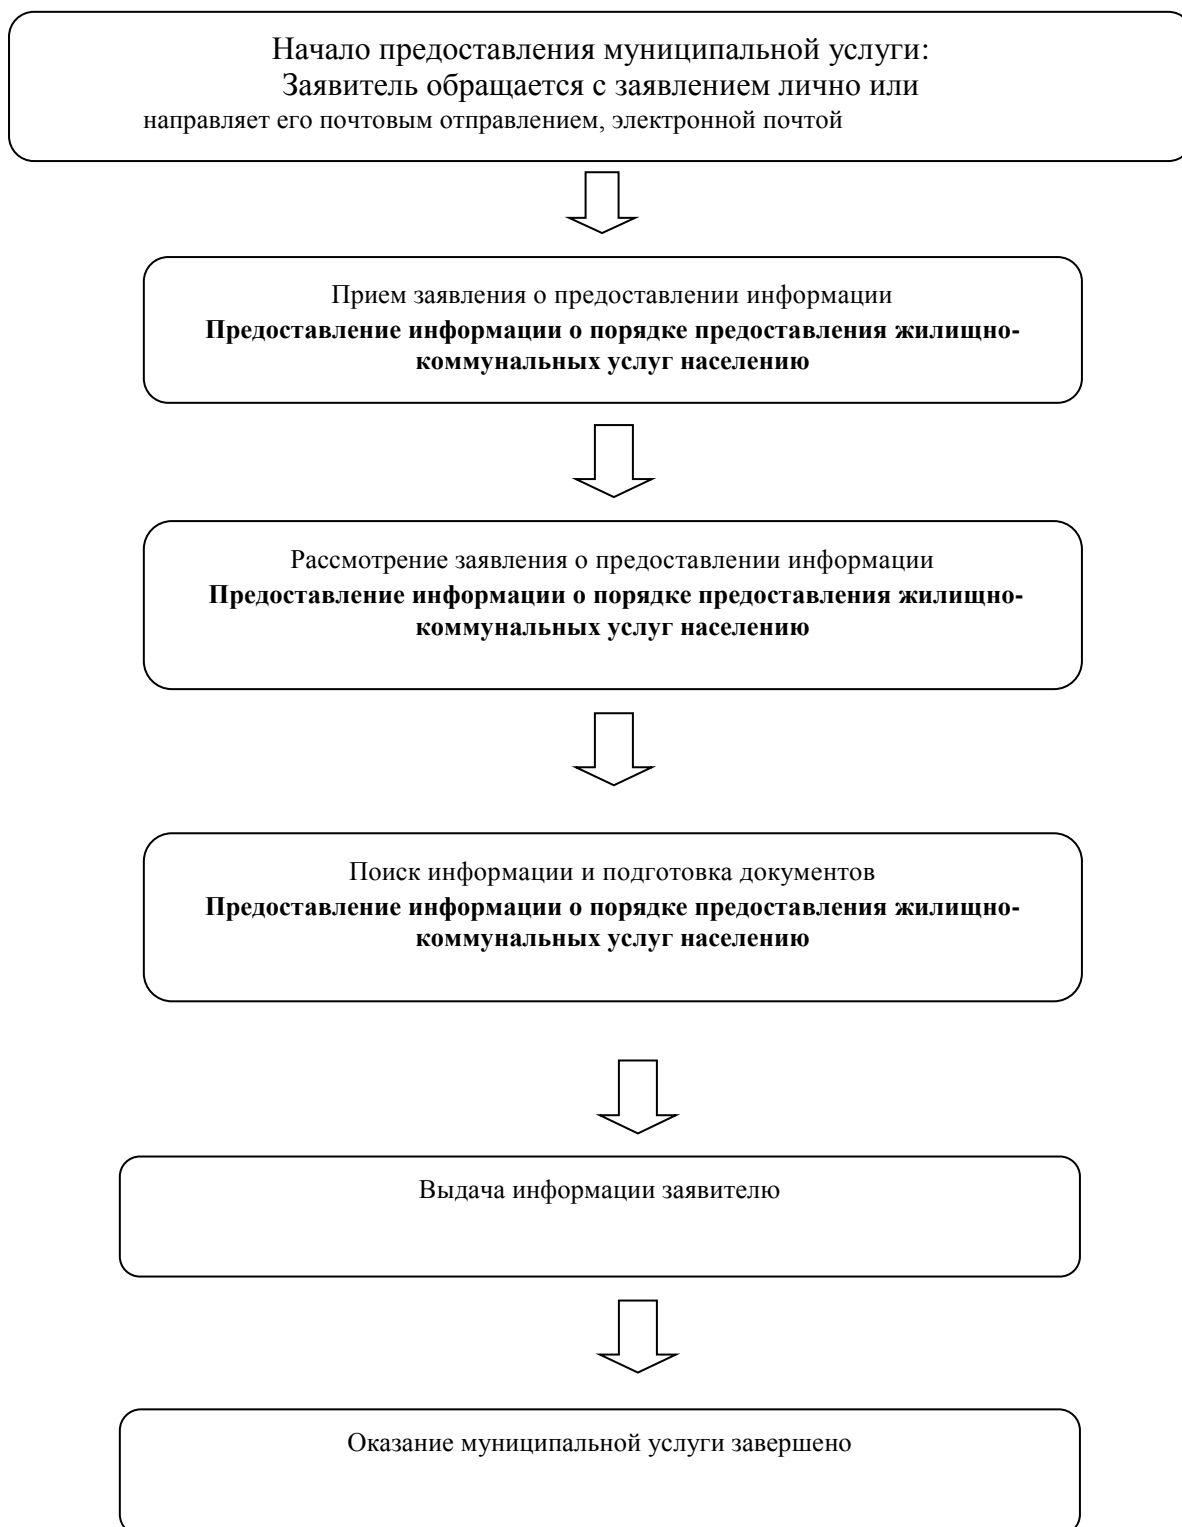 Начало предоставления муниципальной услуги:
Заявитель обращается с заявлением лично или
направляет его почтовым отправлением, электронной почтой
Прием заявления о предоставлении информации
Предоставление информации о порядке предоставления жилищно-
коммунальных услуг населению
Рассмотрение заявления о предоставлении информации
Предоставление информации о порядке предоставления жилищно-
коммунальных услуг населению
Поиск информации и подготовка документов
Предоставление информации о порядке предоставления жилищно-
коммунальных услуг населению
Выдача информации заявителю
Оказание муниципальной услуги завершено